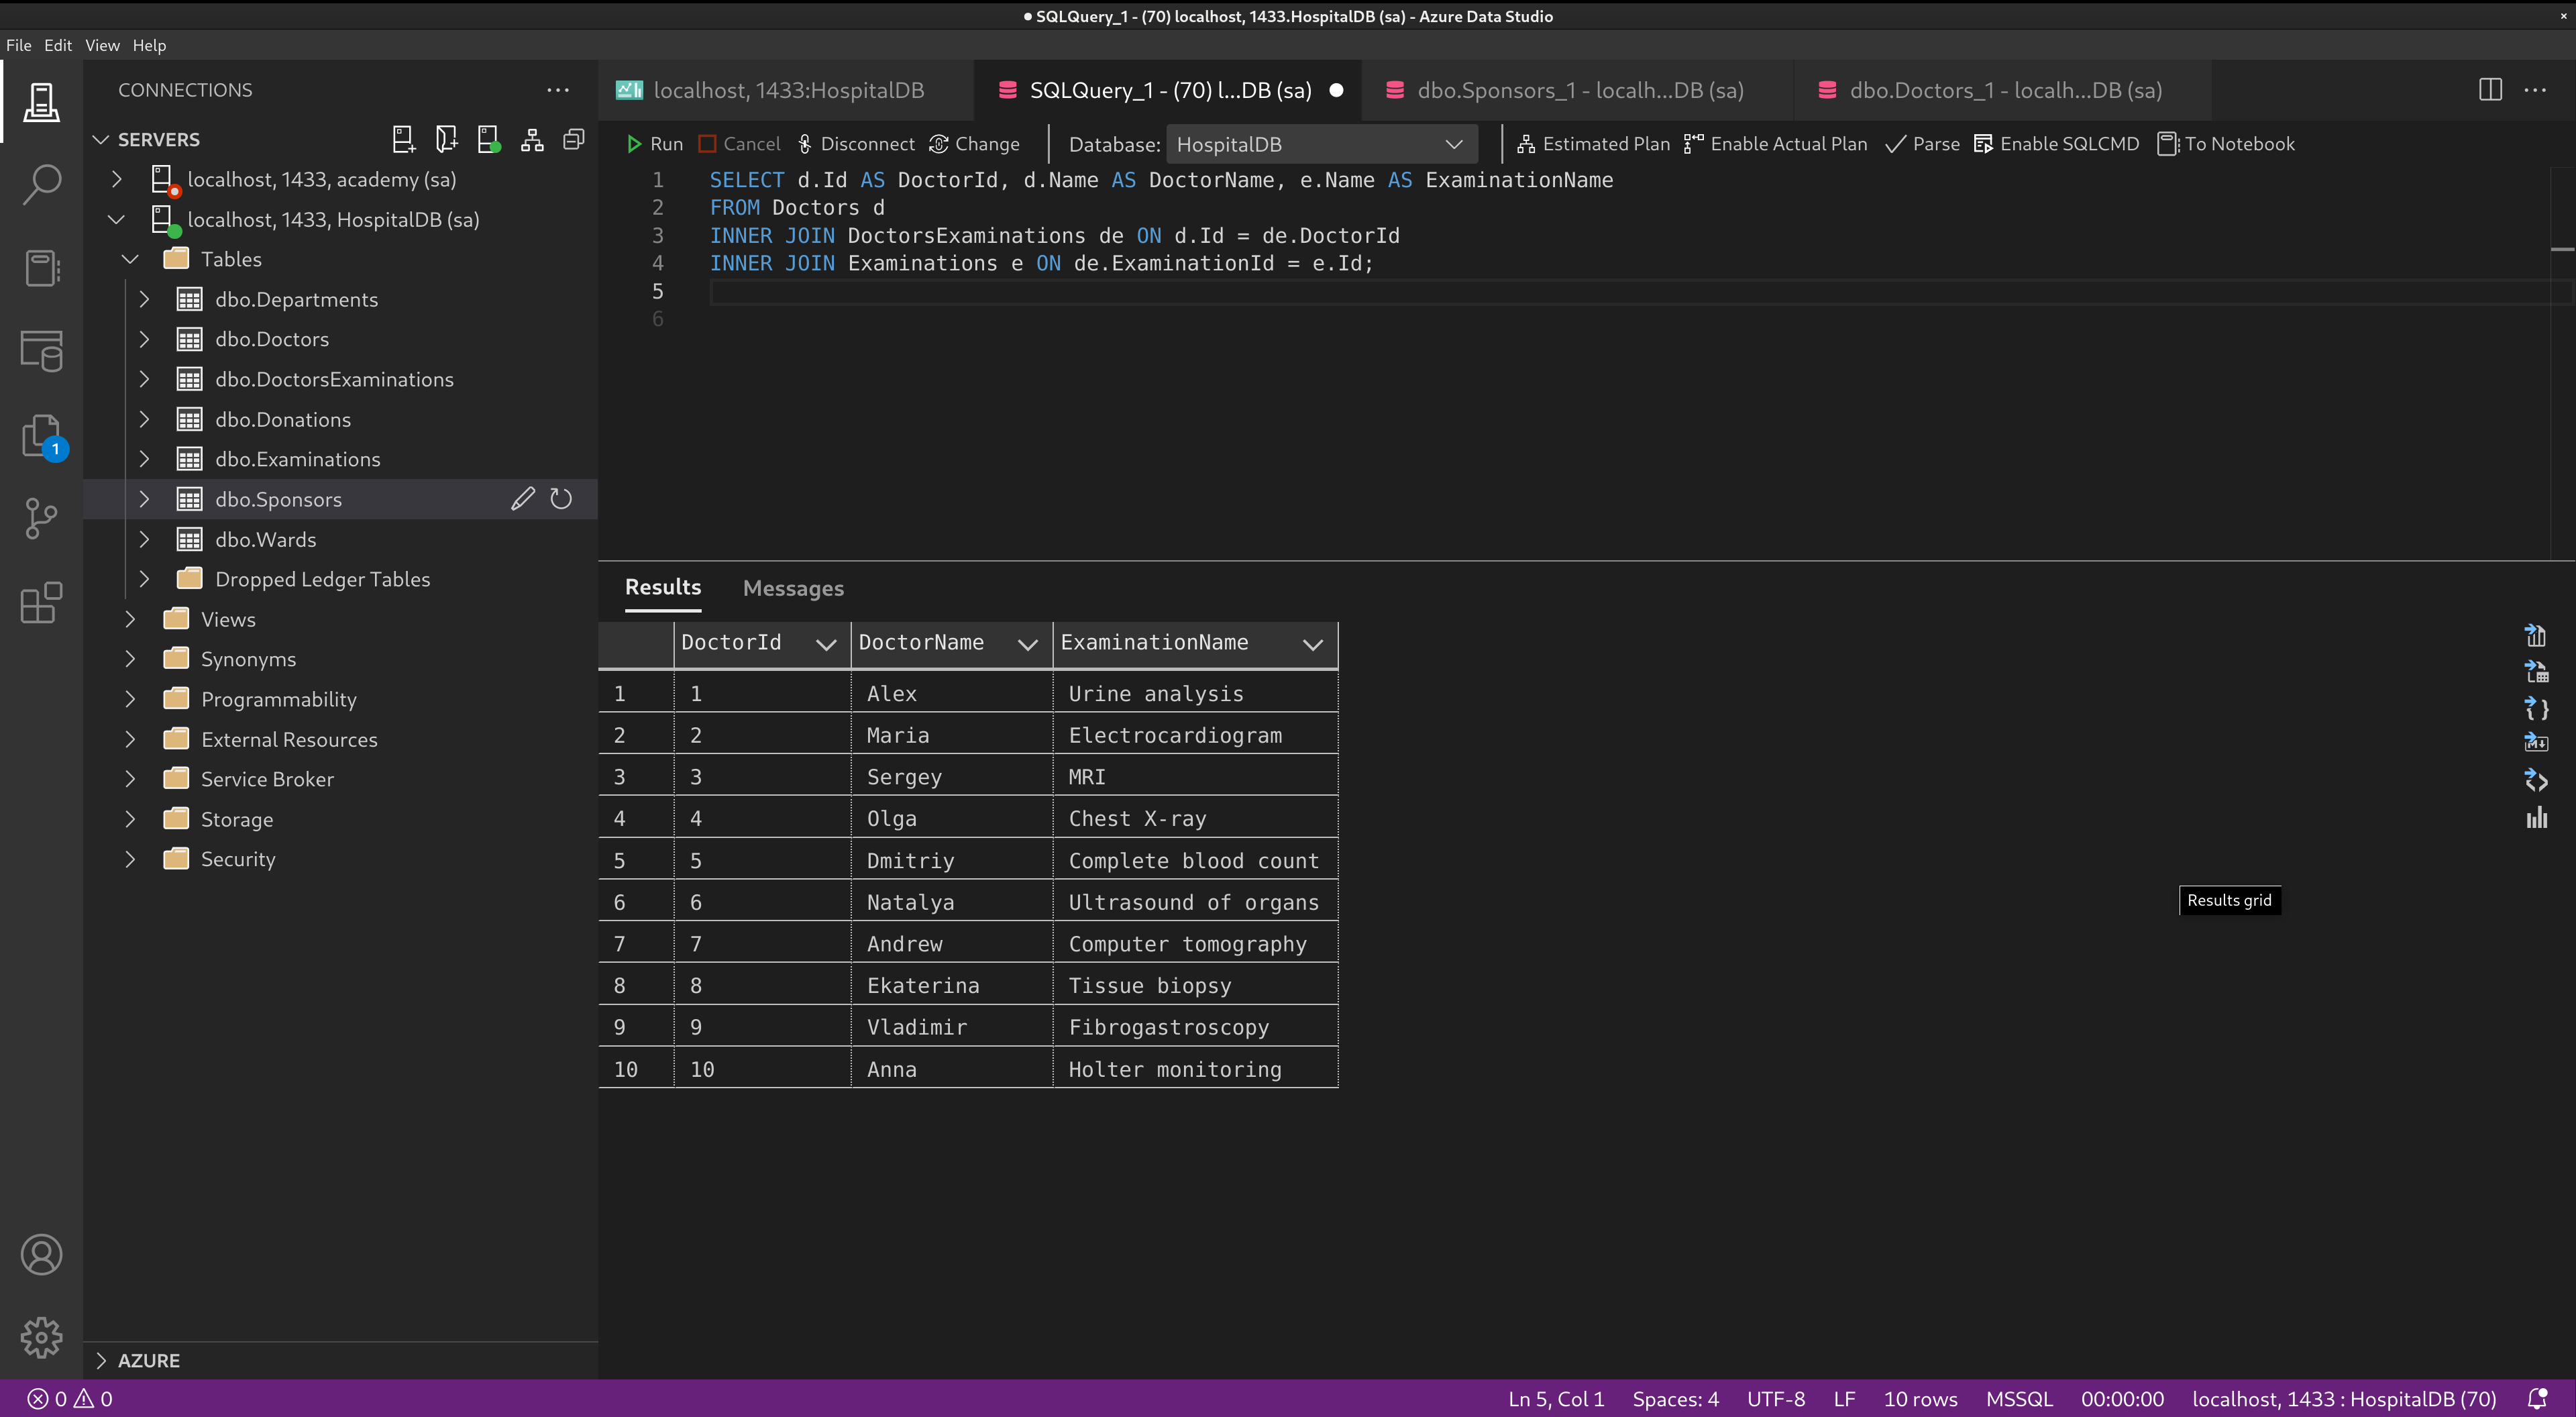 SQLQuery_1 - (70) localhost, 1433.HospitalDB (sa) - Azure Data Studio
File Edit View Help
CONNECTIONS
SERVERS
localhost, 1433, academy (sa)
localhost, 1433, HospitalDB (sa)
Tables
dbo.Departments
dbo.Doctors
dbo.DoctorsExaminations
dbo.Donations
dbo.Examinations
dbo.Sponsors
dbo.Wards
Dropped Ledger Tables
Views
Synonyms
Programmability
External Resources
Service Broker
Storage
Security
AZURE
1
localhost, 1433:HospitalDB
SQLQuery_1 - (70) l...DB (sa)
dbo.Sponsors_1 - localh...DB (sa)
dbo.Doctors_1 - localh...DB (sa)
Run Cancel Disconnect Change Database: HospitalDB Estimated Plan Enable Actual Plan Parse Enable SQLCMD To Notebook
1 SELECT d.Id AS DoctorId, d.Name AS DoctorName, e.Name AS ExaminationName
2 FROM Doctors d
3 INNER JOIN DoctorsExaminations de ON d.Id = de.DoctorId
4 INNER JOIN Examinations e ON de.ExaminationId = e.Id;
5
6
Results Messages
DoctorId DoctorName ExaminationName
1 1 Alex Urine analysis
2 2 Maria Electrocardiogram
3 3 Sergey MRI
4 4 Olga Chest X-ray
5 5 Dmitriy Complete blood count
6 6 Natalya Ultrasound of organs
7 7 Andrew Computer tomography
8 8 Ekaterina Tissue biopsy
9 9 Vladimir Fibrogastroscopy
10 10 Anna Holter monitoring
Results grid
0 0 Ln 5, Col 1 Spaces: 4 UTF-8 LF 10 rows MSSQL 00:00:00 localhost, 1433 : HospitalDB (70)